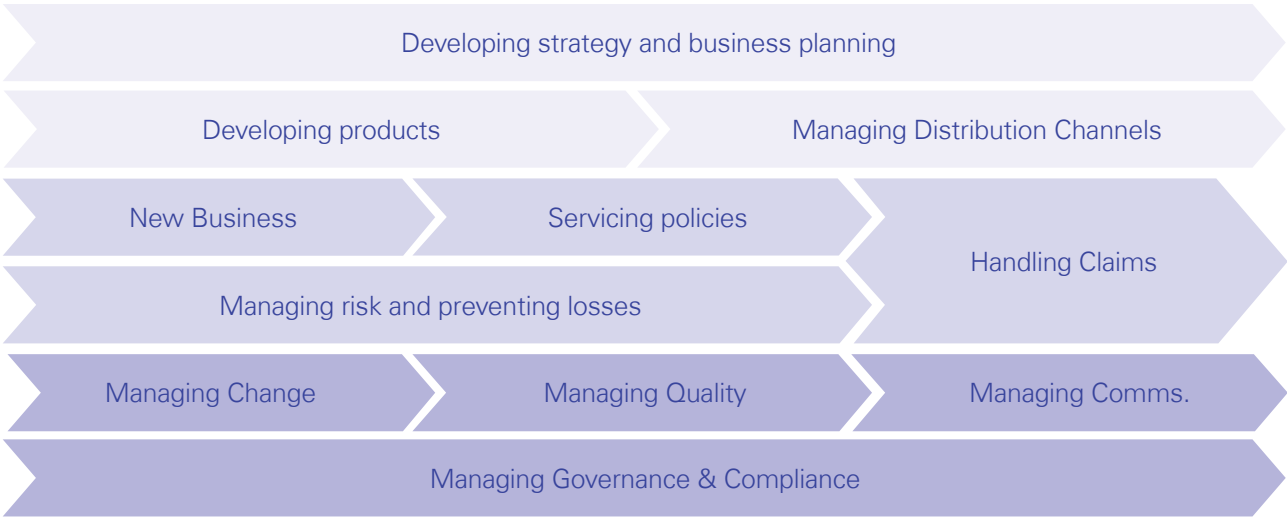 Developing strategy and business planning
Developing products
Managing Distribution Channels
New Business
Servicing policies
Handling Claims
Managing risk and preventing losses
Managing Change
Managing Quality
Managing Comms.
Managing Governance & Compliance